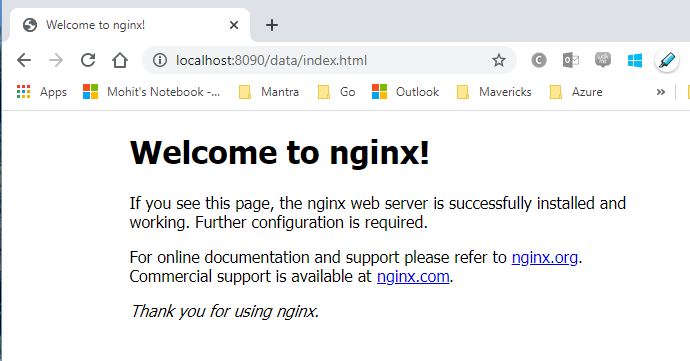 Welcome to nginx!
localhost:8090/data/index.html
Apps Mohit's Notebook -... Mantra Go Outlook Mavericks Azure »
Welcome to nginx!
If you see this page, the nginx web server is successfully installed and
working. Further configuration is required.
For online documentation and support please refer to nginx.org.
Commercial support is available at nginx.com.
Thank you for using nginx.